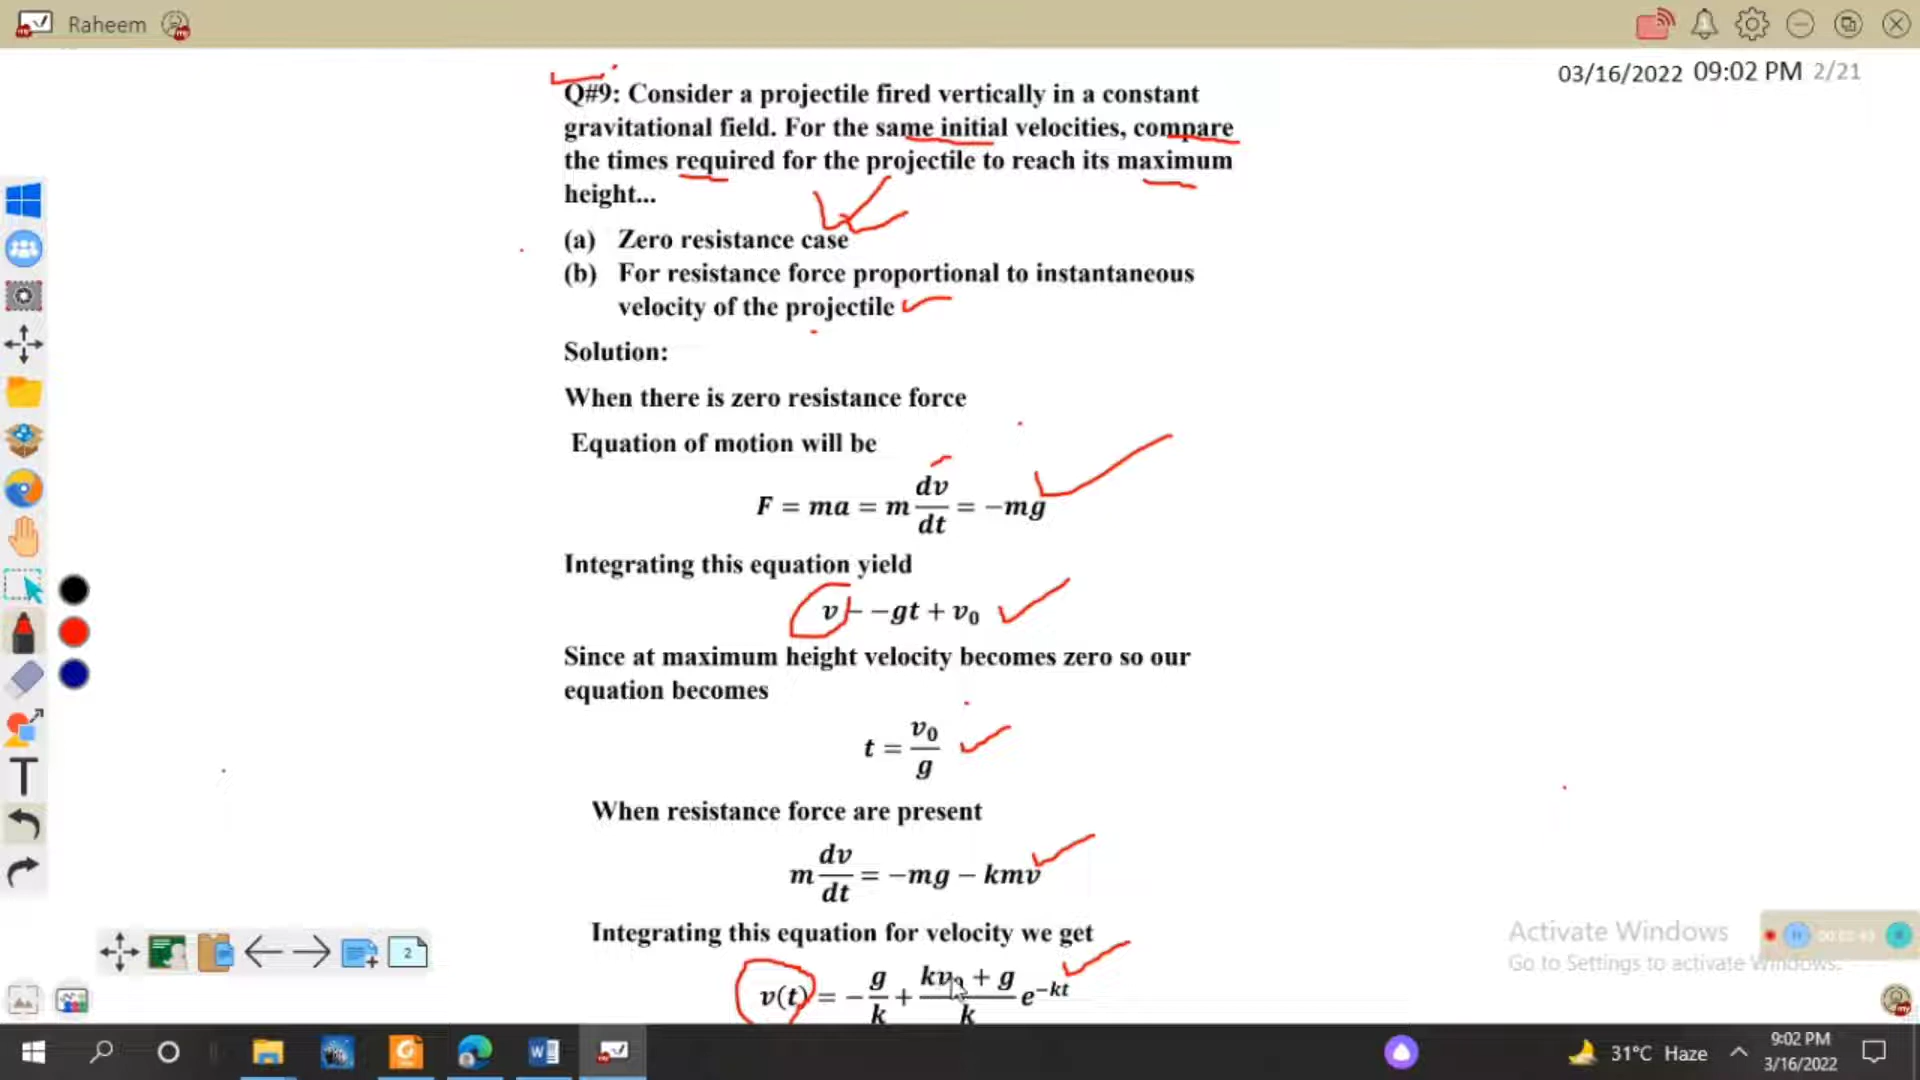 Raheem
03/16/2022 09:02 PM 2/21
Q#9: Consider a projectile fired vertically in a constant
gravitational field. For the same initial velocities, compare
the times required for the projectile to reach its maximum
height...
(a) Zero resistance case
(b) For resistance force proportional to instantaneous
velocity of the projectile
Solution:
When there is zero resistance force
Equation of motion will be
F = ma = m dv/dt = −mg
Integrating this equation yield
v = −gt + v₀
Since at maximum height velocity becomes zero so our
equation becomes
t = v₀/g
When resistance force are present
m dv/dt = −mg − kmv
Integrating this equation for velocity we get
v(t) = − g/k + (kv₀ + g)/k e^(−kt)
T
2
Activate Windows
Go to Settings to activate Windows.
31°C Haze
9:02 PM
3/16/2022